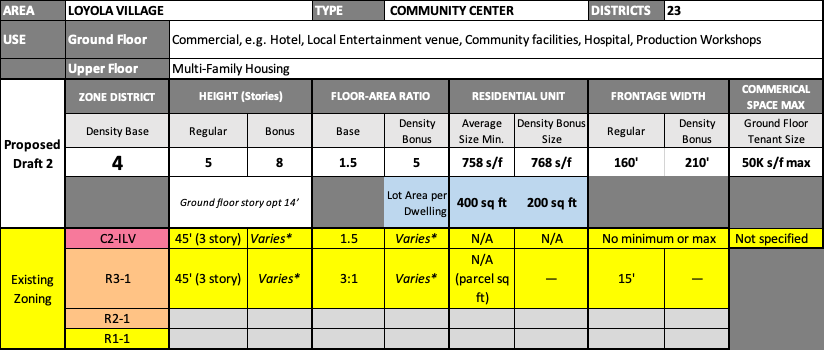 AREA LOYOLA VILLAGE TYPE COMMUNITY CENTER DISTRICTS 23
USE Ground Floor Commercial, e.g. Hotel, Local Entertainment venue, Community facilities, Hospital, Production Workshops
Upper Floor Multi-Family Housing
ZONE DISTRICT HEIGHT (Stories) FLOOR-AREA RATIO RESIDENTIAL UNIT FRONTAGE WIDTH COMMERICAL
SPACE MAX
Proposed
Draft 2
Density Base Regular Bonus Base Density
Bonus
Average
Size Min.
Density Bonus
Size
Regular Density
Bonus
Ground Floor
Tenant Size
4 5 8 1.5 5 758 s/f 768 s/f 160' 210' 50K s/f max
Ground floor story opt 14' Lot Area per
Dwelling
400 sq ft 200 sq ft
Existing
Zoning
C2-ILV 45' (3 story) Varies* 1.5 Varies* N/A N/A No minimum or max Not specified
R3-1 45' (3 story) Varies* 3:1 Varies* N/A
(parcel sq
ft)
— 15' —
R2-1
R1-1